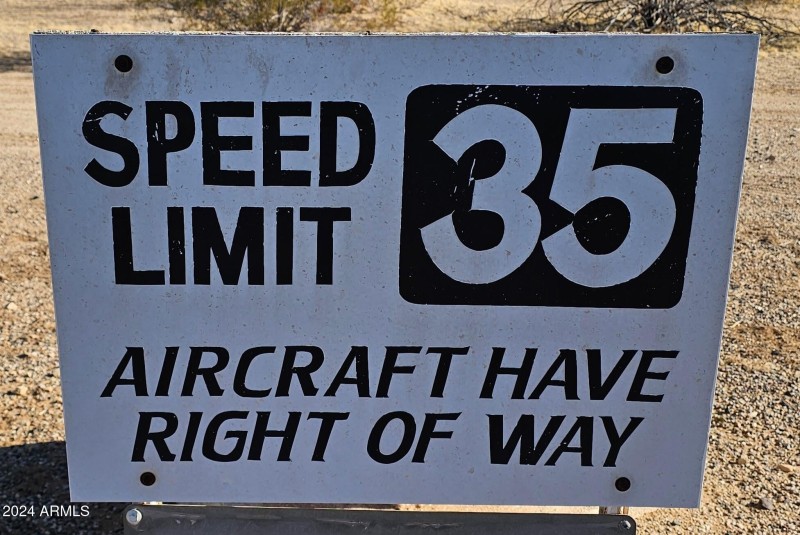 SPEED
LIMIT
35
AIRCRAFT HAVE
RIGHT OF WAY
2024 ARMLS